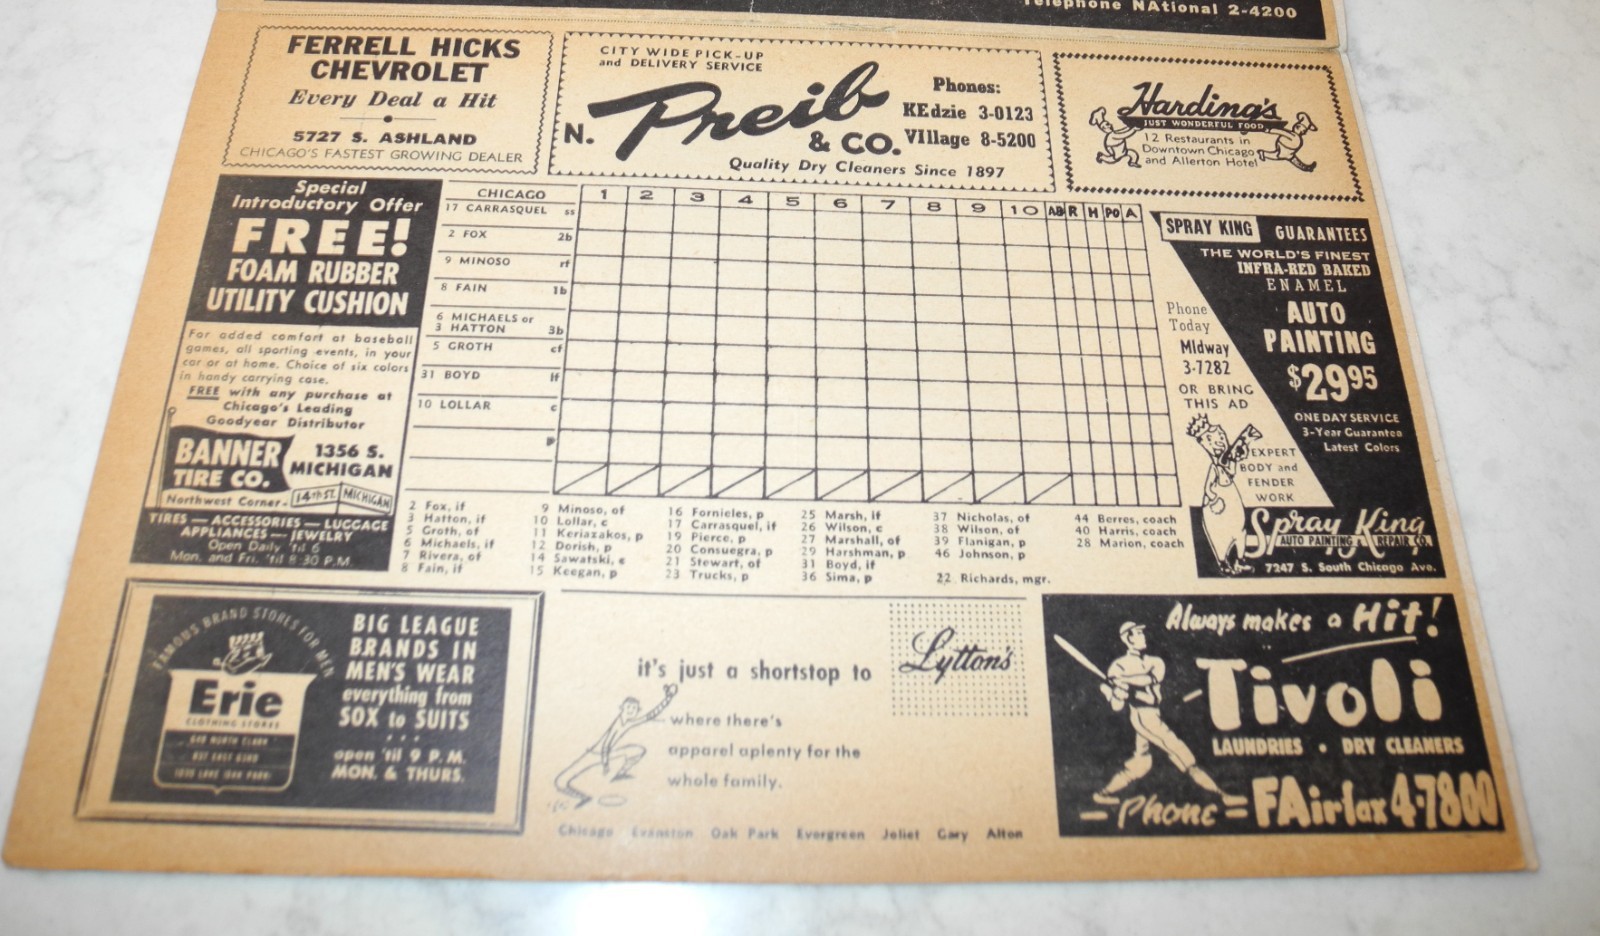 Telephone NAtional 2-4200
FERRELL HICKS
CHEVROLET
Every Deal a Hit
5727 S. ASHLAND
CHICAGO'S FASTEST GROWING DEALER
CITY WIDE PICK-UP
and DELIVERY SERVICE
N. Preib
& CO.
Phones:
KEdzie 3-0123
VIllage 8-5200
Quality Dry Cleaners Since 1897
Harding's
JUST WONDERFUL FOOD
12 Restaurants in
Downtown Chicago
and Allerton Hotel
Special
Introductory Offer
FREE!
FOAM RUBBER
UTILITY CUSHION
For added comfort at baseball
games, all sporting events, in your
car or at home. Choice of six colors
in handy carrying case.
FREE with any purchase at
Chicago's Leading
Goodyear Distributor
BANNER
TIRE CO.
1356 S.
MICHIGAN
Northwest Corner-
14th ST. MICHIGAN
TIRES — ACCESSORIES — LUGGAGE
APPLIANCES — JEWELRY
Open Daily 'til 6
Mon. and Fri. 'til 8:30 P.M.
CHICAGO 1 2 3 4 5 6 7 8 9 10 AB R H PO A
17 CARRASQUEL ss
2 FOX 2b
9 MINOSO rf
8 FAIN 1b
6 MICHAELS or
3 HATTON 3b
5 GROTH cf
31 BOYD lf
10 LOLLAR c
P
2 Fox, if
3 Hatton, if
5 Groth, of
6 Michaels, if
7 Rivera, of
8 Fain, if
9 Minoso, of
10 Lollar, c
11 Keriazakos, p
12 Dorish, p
14 Sawatski, c
15 Keegan, p
16 Fornieles, p
17 Carrasquel, if
19 Pierce, p
20 Consuegra, p
21 Stewart, of
23 Trucks, p
25 Marsh, if
26 Wilson, c
27 Marshall, of
29 Harshman, p
31 Boyd, if
36 Sima, p
37 Nicholas, of
38 Wilson, of
39 Flanigan, p
46 Johnson, p
22 Richards, mgr.
44 Berres, coach
40 Harris, coach
28 Marion, coach
SPRAY KING GUARANTEES
THE WORLD'S FINEST
INFRA-RED BAKED
ENAMEL
AUTO
PAINTING
$29.95
ONE DAY SERVICE
3-Year Guarantee
Latest Colors
Phone
Today
MIdway
3-7282
OR BRING
THIS AD
EXPERT
BODY and
FENDER
WORK
Spray King
AUTO PAINTING & REPAIR CO.
7247 S. South Chicago Ave.
FAMOUS BRAND STORES FOR MEN
Erie
CLOTHING STORES
BIG LEAGUE
BRANDS IN
MEN'S WEAR
everything from
SOX to SUITS
open 'til 9 P.M.
MON. & THURS.
it's just a shortstop to
Lytton's
where there's
apparel aplenty for the
whole family.
Chicago Evanston Oak Park Evergreen Joliet Gary Alton
Always makes a Hit!
Tivoli
LAUNDRIES • DRY CLEANERS
Phone = FAirfax 4-7800